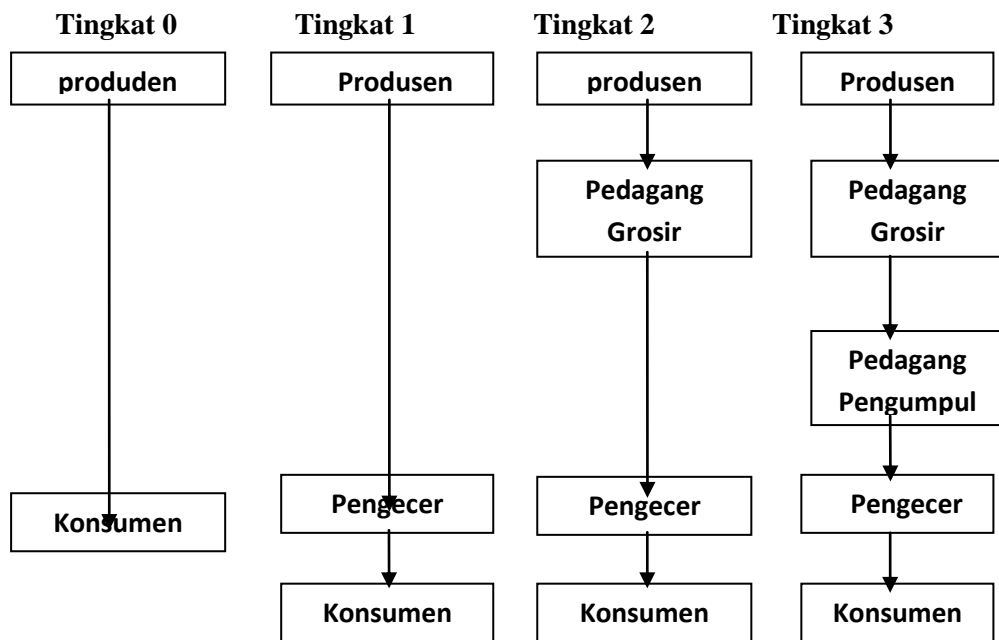 Tingkat 0
Tingkat 1
Tingkat 2
Tingkat 3
produden
Produsen
produsen
Produsen
Pedagang
Grosir
Pedagang
Grosir
Pedagang
Pengumpul
Konsumen
Pengecer
Pengecer
Pengecer
Konsumen
Konsumen
Konsumen